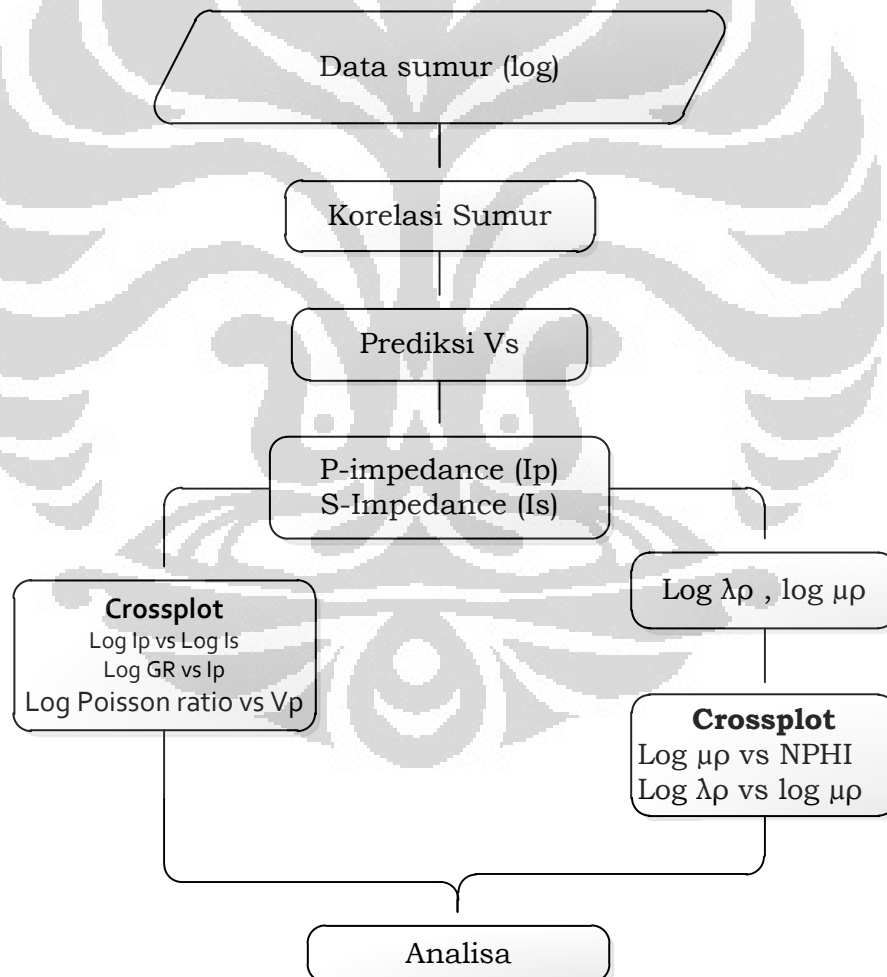 Data sumur (log)
Korelasi Sumur
Prediksi Vs
P-impedance (Ip)
S-Impedance (Is)
Crossplot
Log Ip vs Log Is
Log GR vs Ip
Log Poisson ratio vs Vp
Log λρ , log μρ
Crossplot
Log μρ vs NPHI
Log λρ vs log μρ
Analisa